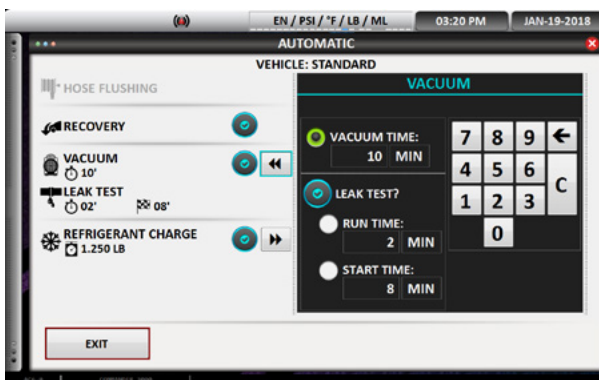 EN / PSI / °F / LB / ML
03:20 PM
JAN-19-2018
AUTOMATIC
VEHICLE: STANDARD
HOSE FLUSHING
RECOVERY
VACUUM
10'
LEAK TEST
02' 08'
REFRIGERANT CHARGE
1.250 LB
EXIT
VACUUM
VACUUM TIME:
10 MIN
LEAK TEST?
RUN TIME:
2 MIN
START TIME:
8 MIN
7 8 9
4 5 6 C
1 2 3
0